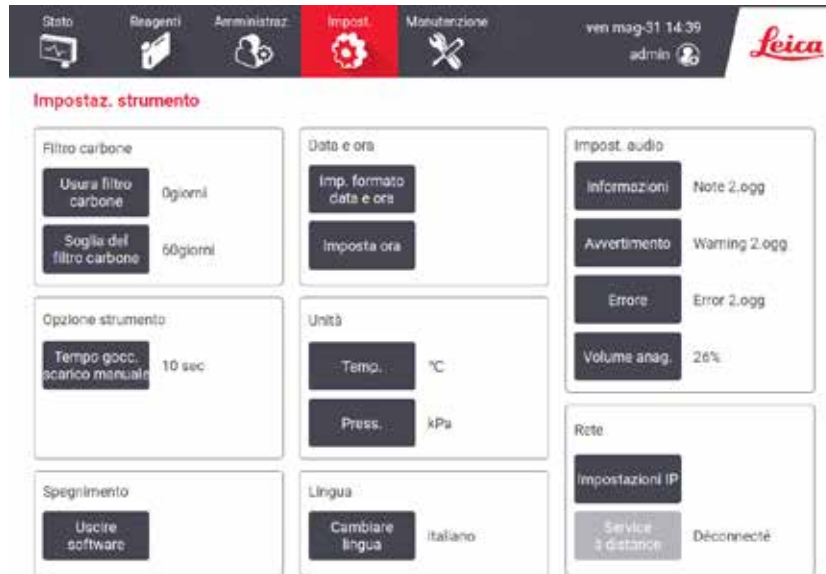 Stato
Reagenti
Amministraz.
Impost.
Manutenzione
ven mag-31 14:39
admin
Leica
Impostaz. strumento
Filtro carbone
Usura filtro
carbone
0giorni
Soglia del
filtro carbone
60giorni
Opzione strumento
Tempo gocc.
scarico manuale
10 sec
Spegnimento
Uscire
software
Data e ora
Imp. formato
data e ora
Imposta ora
Unità
Temp.
°C
Press.
kPa
Lingua
Cambiare
lingua
Italiano
Impost. audio
Informazioni
Note 2.ogg
Avvertimento
Warning 2.ogg
Errore
Error 2.ogg
Volume anag.
26%
Rete
Impostazioni IP
Service
à distance
Déconnecté